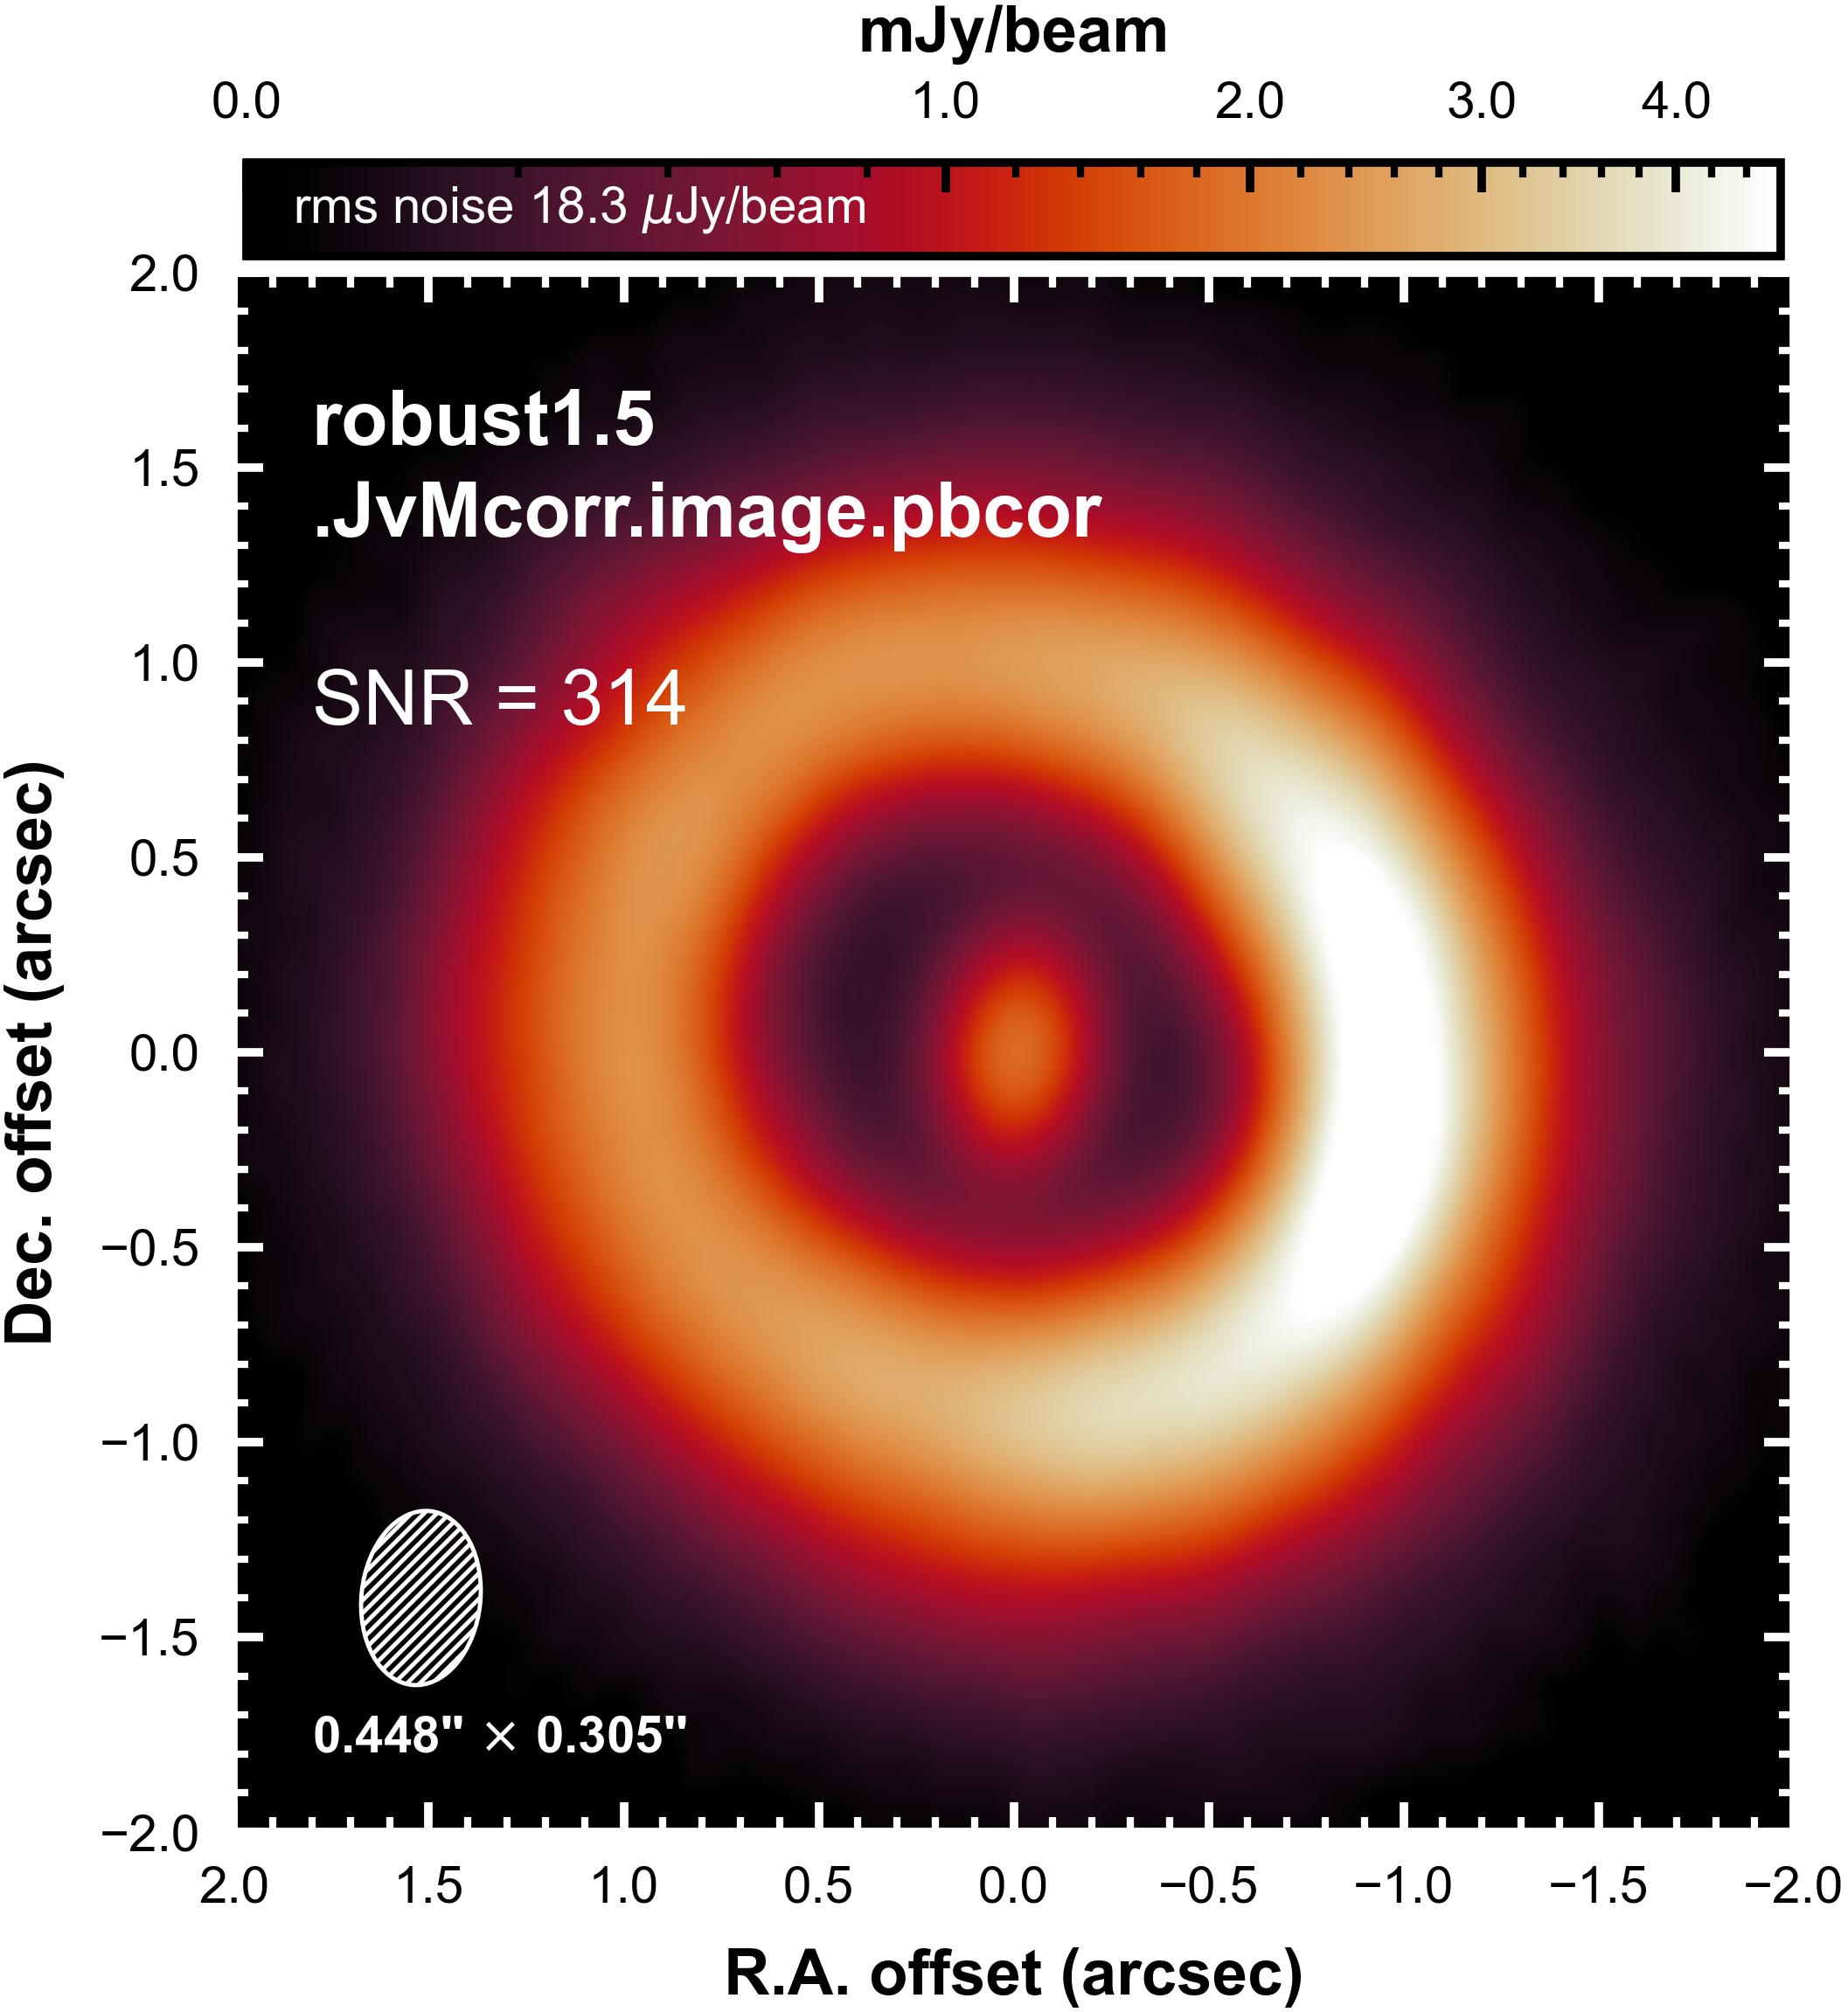 mJy/beam
0.0 1.0 2.0 3.0 4.0
rms noise 18.3 μJy/beam
2.0
robust1.5
1.5
.JvMcorr.image.pbcor
1.0
SNR = 314
0.5
0.0
Dec. offset (arcsec)
−0.5
−1.0
−1.5
0.448" × 0.305"
−2.0
2.0 1.5 1.0 0.5 0.0 −0.5 −1.0 −1.5 −2.0
R.A. offset (arcsec)